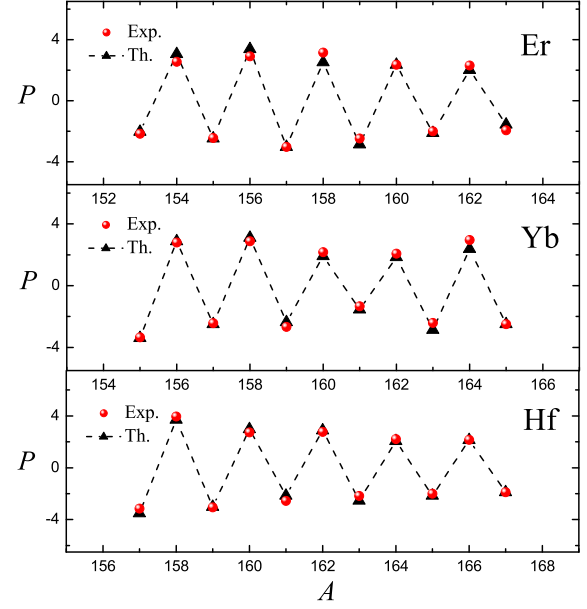 Exp.
Th.
Er
4
P
0
-4
152 154 156 158 160 162 164
Exp.
Th.
Yb
4
P
0
-4
154 156 158 160 162 164 166
Exp.
Th.
Hf
4
P
0
-4
156 158 160 162 164 166 168
A